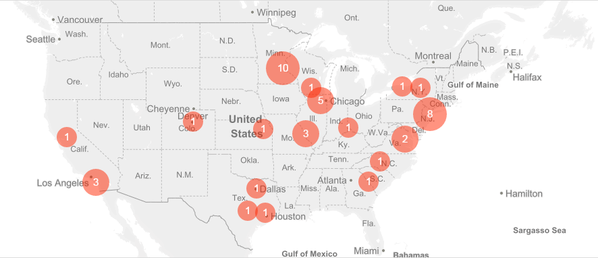 Winnipeg
Vancouver
Ont.
Que.
Seattle
Wash.
N.D.
Minn.
N.B.
P.E.I.
Mont.
Montreal
Maine
N.S.
Halifax
10
Wis.
Mich.
S.D.
Ore.
Idaho
Wyo.
1
1
1
Gulf of Maine
Mass.
Conn.
Iowa
5
Chicago
Nebr.
Cheyenne
Pa.
8
N.J.
Denver
1
Colo.
United
States
Nev.
Utah
1
Mo.
3
Ill.
Ind.
Ohio
1
W.Va.
Va.
2
Del.
1
Calif.
Ky.
Okla.
Ark.
Tenn.
1
N.C.
Los Angeles
3
Ariz.
N.M.
Atlanta
1
S.C.
1
Dallas
Miss.
Ala.
Ga.
Hamilton
Tex.
La.
1
1
Houston
Fla.
Sargasso Sea
Gulf of Mexico
Miami
Bahamas